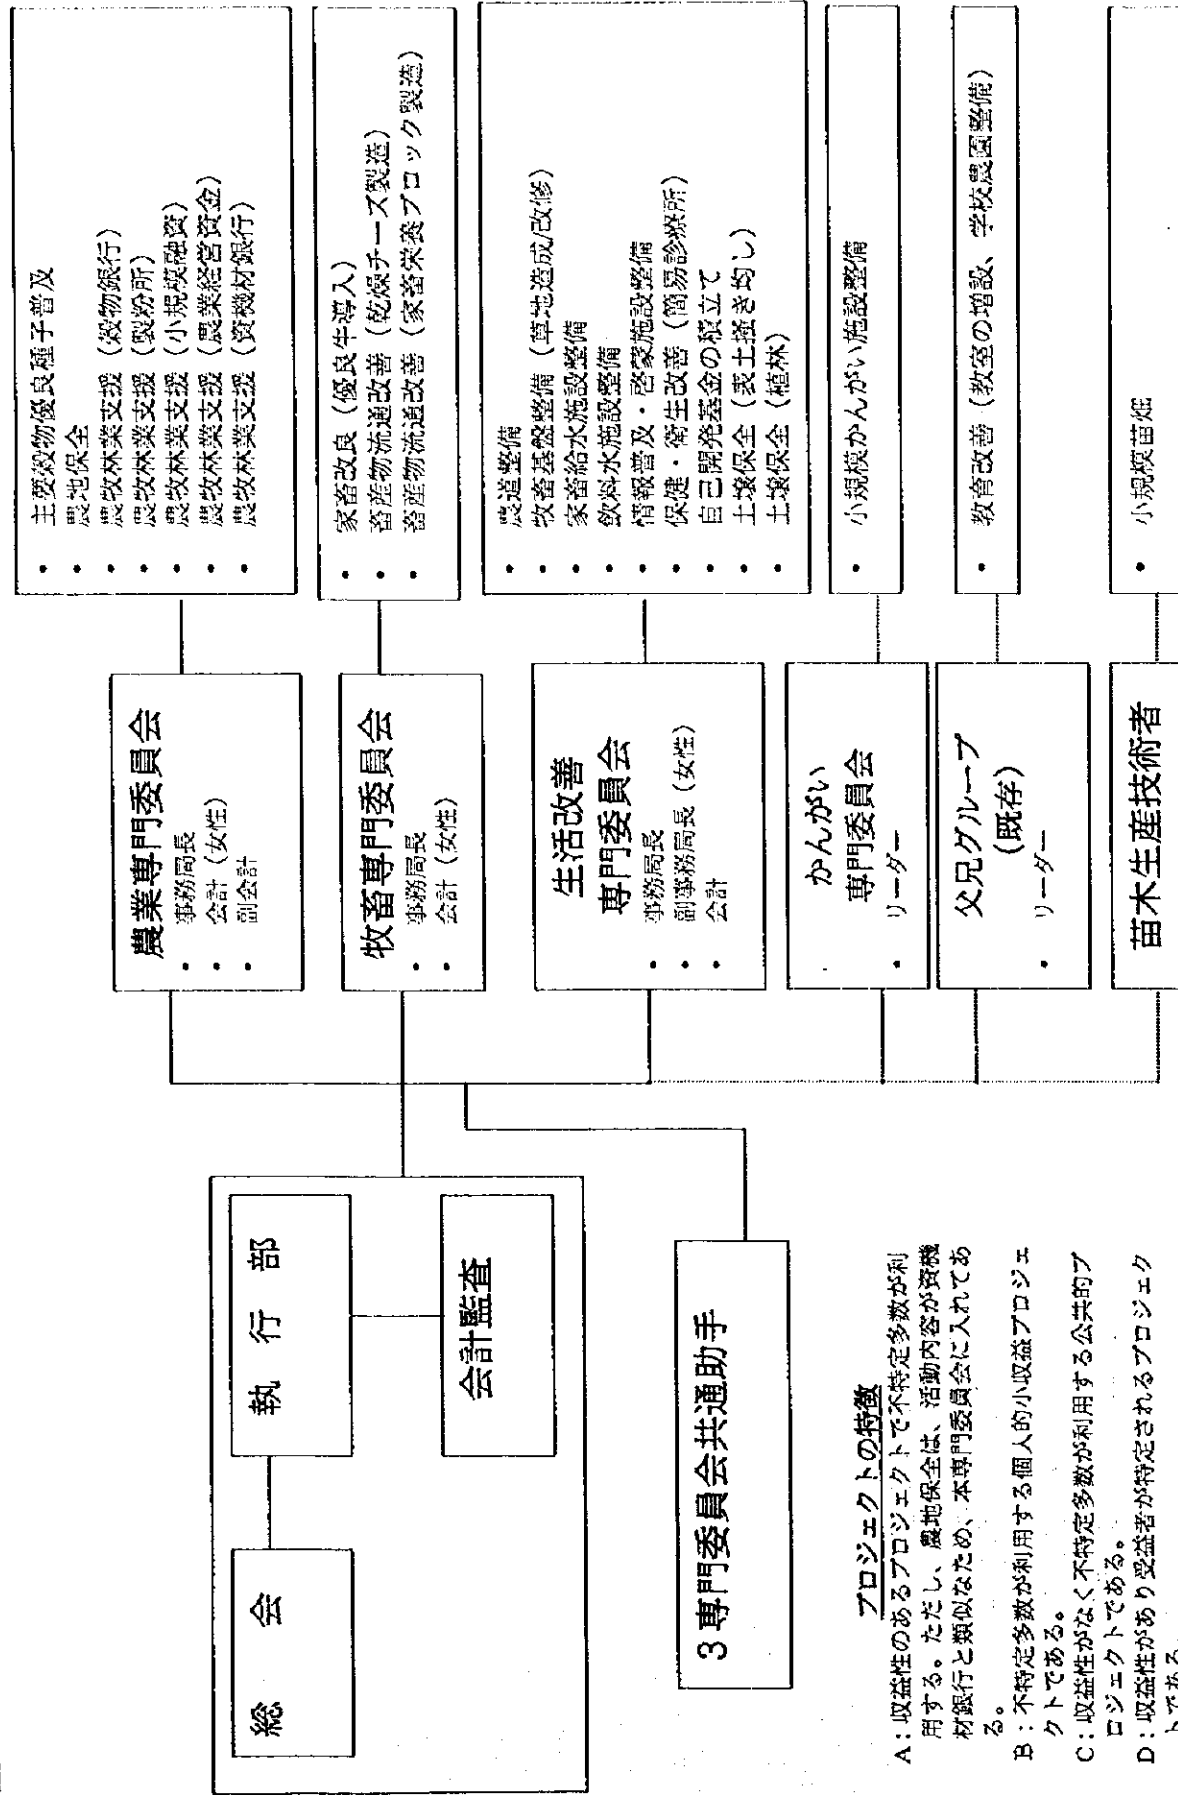 総　会
執　行　部
会計監査
3専門委員会共通助手
農業専門委員会
• 事務局長
• 会計（女性）
• 副会計
牧畜専門委員会
• 事務局長
• 会計（女性）
生活改善
専門委員会
• 事務局長
• 副事務局長（女性）
• 会計
かんがい
専門委員会
• リーダー
父兄グループ
(既存)
• リーダー
苗木生産技術者
• 主要穀物優良種子普及
• 農地保全
• 農牧林業支援（穀物銀行）
• 農牧林業支援（製粉所）
• 農牧林業支援（小規模融資）
• 農牧林業支援（農業経営資金）
• 農牧林業支援（資機材銀行）
• 家畜改良（優良牛導入）
• 畜産物流通改善（乾燥チーズ製造）
• 畜産物流通改善（家畜栄養ブロック製造）
• 農道整備
• 牧畜基盤整備（草地造成/改修）
• 家畜給水施設整備
• 飲料水施設整備
• 情報普及・啓蒙施設整備
• 保健・衛生改善（簡易診療所）
• 自己開発基金の積立て
• 土壌保全（表土掻き均し）
• 土壌保全（植林）
• 小規模かんがい施設整備
• 教育改善（教室の増設、学校農園整備）
• 小規模苗畑
プロジェクトの特徴
A：収益性のあるプロジェクトで不特定多数が利
用する。ただし、農地保全は、活動内容が資機
材銀行と類似なため、本専門委員会に入れてあ
る。
B：不特定多数が利用する個人的小収益プロジェ
クトである。
C：収益性がなく不特定多数が利用する公共的プ
ロジェクトである。
D：収益性があり受益者が特定されるプロジェク
トである。